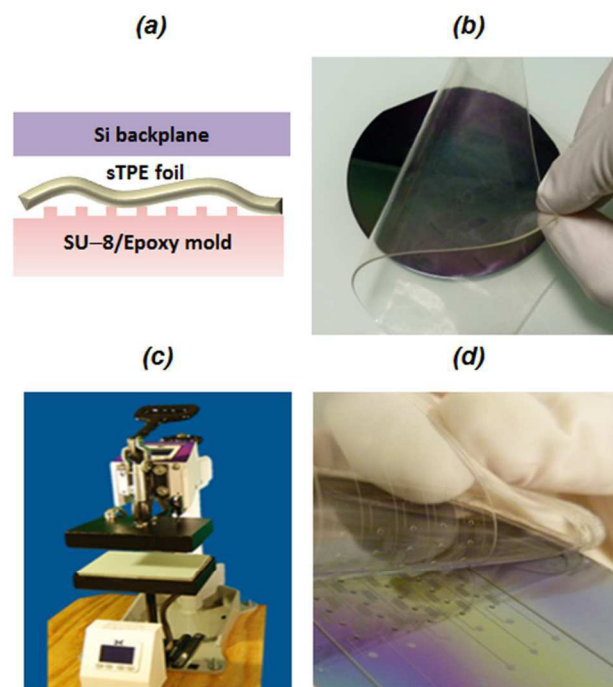 (a)
(b)
Si backplane
sTPE foil
SU–8/Epoxy mold
(c)
(d)